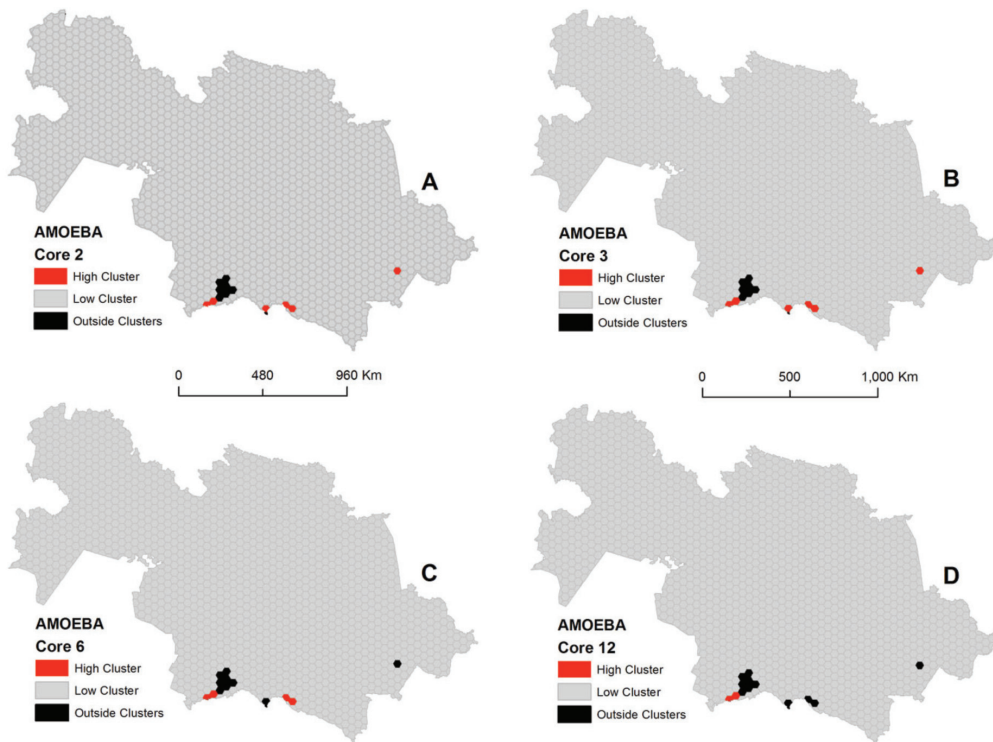 A
AMOEBA
Core 2
High Cluster
Low Cluster
Outside Clusters
B
AMOEBA
Core 3
High Cluster
Low Cluster
Outside Clusters
0 480 960 Km
0 500 1,000 Km
C
AMOEBA
Core 6
High Cluster
Low Cluster
Outside Clusters
D
AMOEBA
Core 12
High Cluster
Low Cluster
Outside Clusters